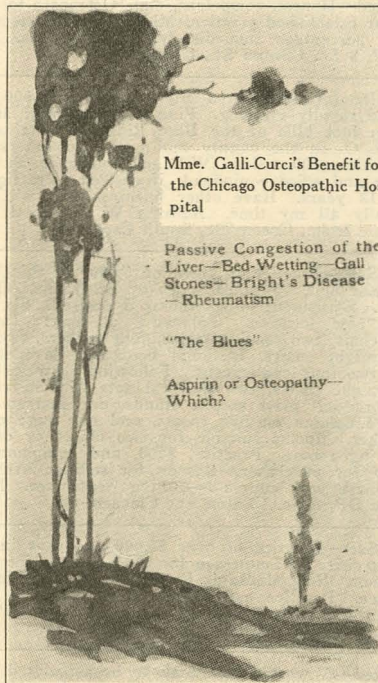 Mme. Galli-Curci's Benefit fo
the Chicago Osteopathic Ho
pital
Passive Congestion of the
Liver—Bed-Wetting—Gall
Stones—Bright's Disease
—Rheumatism
"The Blues"
Aspirin or Osteopathy—
Which?